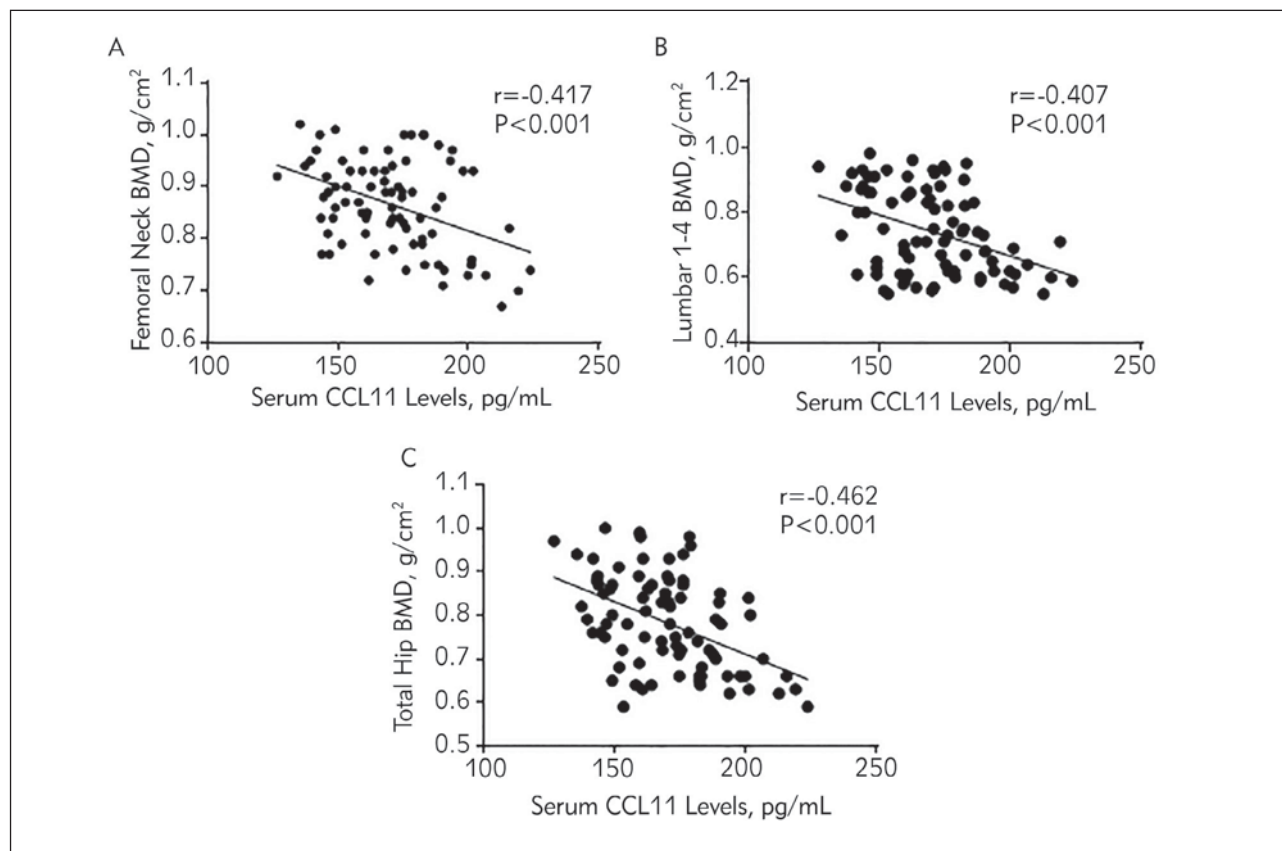 A
Femoral Neck BMD, g/cm²
1.1
1.0
0.9
0.8
0.7
0.6
r=-0.417
P<0.001
100
150
200
250
Serum CCL11 Levels, pg/mL
B
Lumbar 1-4 BMD, g/cm²
1.2
1.0
0.8
0.6
0.4
r=-0.407
P<0.001
100
150
200
250
Serum CCL11 Levels, pg/mL
C
Total Hip BMD, g/cm²
1.1
1.0
0.9
0.8
0.7
0.6
0.5
r=-0.462
P<0.001
100
150
200
250
Serum CCL11 Levels, pg/mL